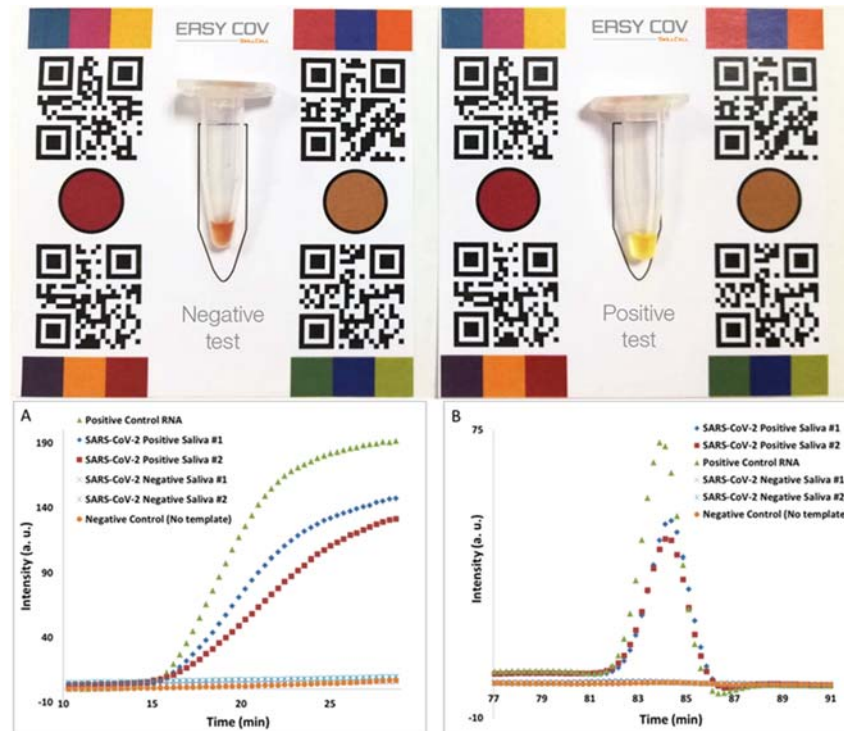 EASY COV
SKILLCELL
Negative
test
EASY COV
SKILLCELL
Positive
test
A
Positive Control RNA
SARS-CoV-2 Positive Saliva #1
SARS-CoV-2 Positive Saliva #2
SARS-CoV-2 Negative Saliva #1
SARS-CoV-2 Negative Saliva #2
Negative Control (No template)
190
140
90
40
-10
10
15
20
25
Intensity (a. u.)
Time (min)
B
SARS-CoV-2 Positive Saliva #1
SARS-CoV-2 Positive Saliva #2
Positive Control RNA
SARS-CoV-2 Negative Saliva #1
SARS-CoV-2 Negative Saliva #2
Negative Control (No template)
75
-10
77
79
81
83
85
87
89
91
Intensity (a. u.)
Time (min)